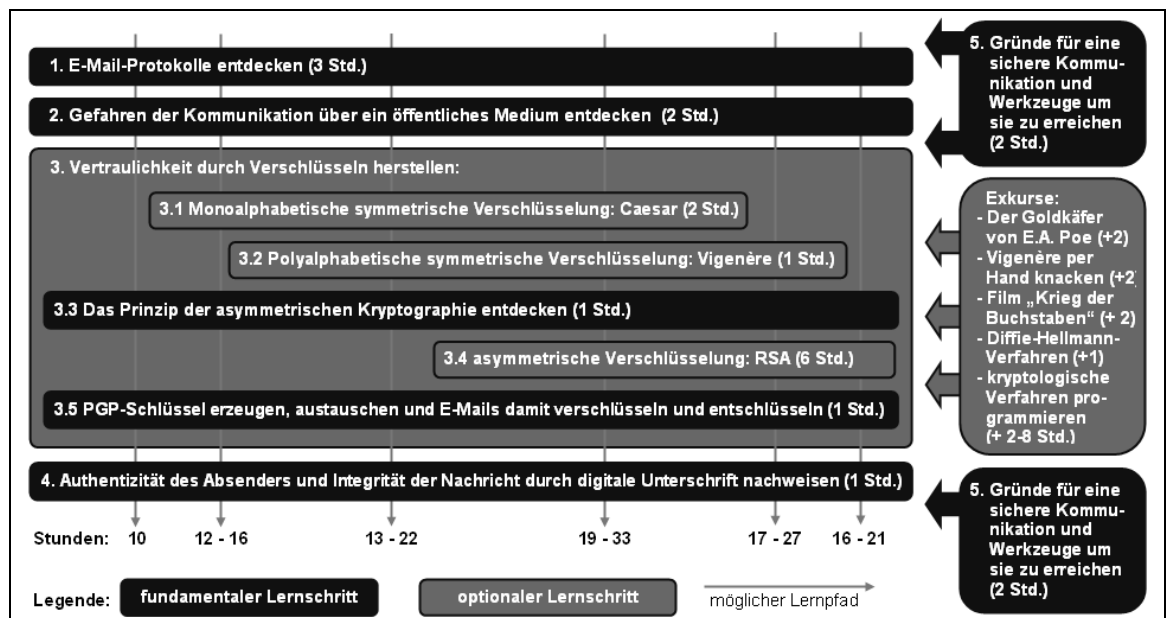 1. E-Mail-Protokolle entdecken (3 Std.)
2. Gefahren der Kommunikation über ein öffentliches Medium entdecken (2 Std.)
3. Vertraulichkeit durch Verschlüsseln herstellen:
3.1 Monoalphabetische symmetrische Verschlüsselung: Caesar (2 Std.)
3.2 Polyalphabetische symmetrische Verschlüsselung: Vigenère (1 Std.)
3.3 Das Prinzip der asymmetrischen Kryptographie entdecken (1 Std.)
3.4 asymmetrische Verschlüsselung: RSA (6 Std.)
3.5 PGP-Schlüssel erzeugen, austauschen und E-Mails damit verschlüseln und entschlüseln (1 Std.)
4. Authentizität des Absenders und Integrität der Nachricht durch digitale Unterschrift nachweisen (1 Std.)
5. Gründe für eine
sichere Kommu-
nikation und
Werkzeuge um
sie zu erreichen
(2 Std.)
Exkurse:
- Der Goldkäfer
von E.A. Poe (+2)
- Vigenère per
Hand knacken (+2)
- Film „Krieg der
Buchstaben“ (+ 2)
- Diffie-Hellmann-
Verfahren (+1)
- kryptologische
Verfahren pro-
grammieren
(+ 2-8 Std.)
5. Gründe für eine
sichere Kommu-
nikation und
Werkzeuge um
sie zu erreichen
(2 Std.)
Stunden: 10 12 - 16 13 - 22 19 - 33 17 - 27 16 - 21
Legende: fundamentaler Lernschritt optionaler Lernschritt möglicher Lernpfad